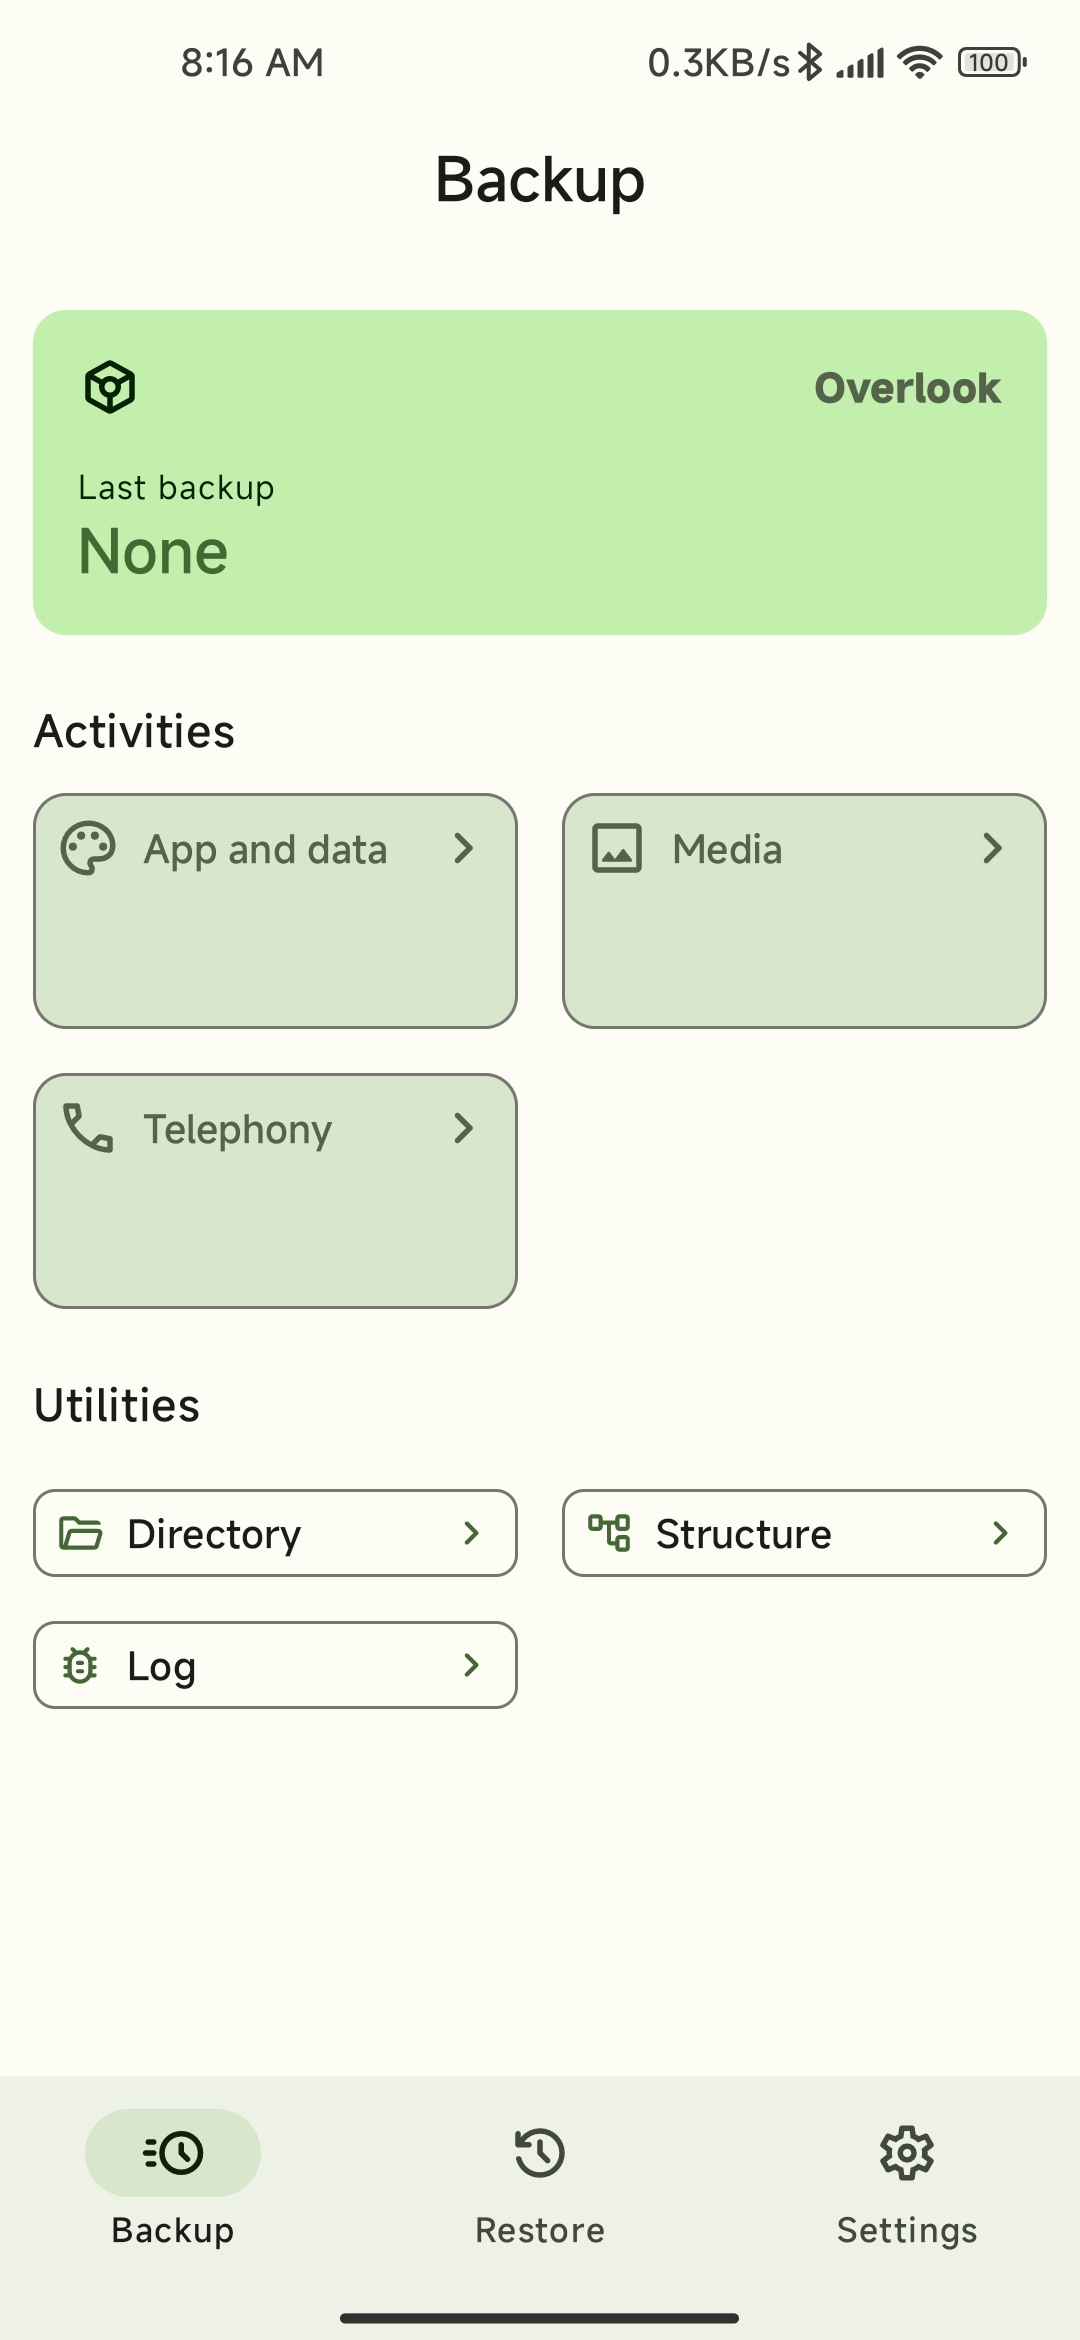 8:16 AM 0.3KB/s 100
Backup
Overlook
Last backup
None
Activities
App and data
Media
Telephony
Utilities
Directory
Structure
Log
Backup
Restore
Settings